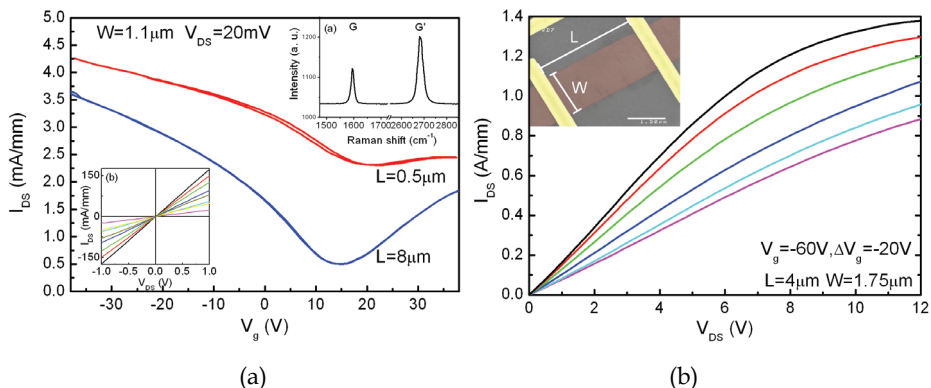 W=1.1μm V_DS=20mV
(a)
G G'
Intensity (a. u.)
1200
1100
1000
1500 1600 1700 2600 2700 2800
Raman shift (cm⁻¹)
5.0
4.5
4.0
3.5
3.0
2.5
2.0
1.5
1.0
0.5
0.0
I_DS (mA/mm)
L=0.5μm
L=8μm
(b)
150
0
-150
I_DS (mA/mm)
-1.0 -0.5 0.0 0.5 1.0
V_DS (V)
-30 -20 -10 0 10 20 30
V_g (V)
(a)
1.4
1.2
1.0
0.8
0.6
0.4
0.2
0.0
I_DS (A/mm)
L
W
V_g=-60V,ΔV_g=-20V
L=4μm W=1.75μm
0 2 4 6 8 10 12
V_DS (V)
(b)